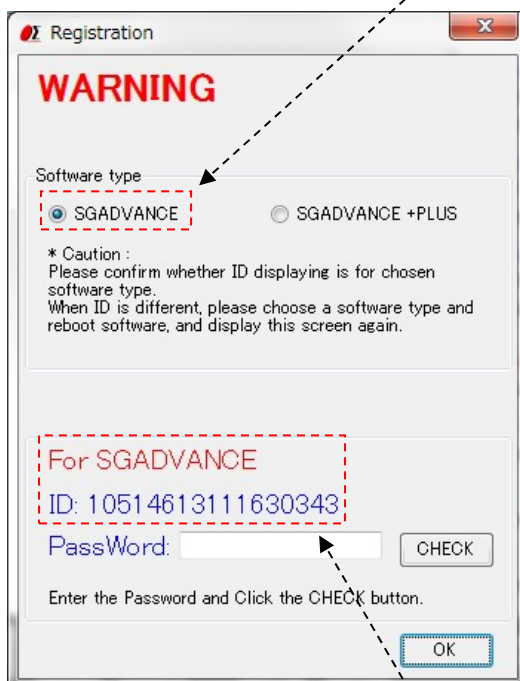 Registration
WARNING
Software type
SGADVANCE
SGADVANCE +PLUS
* Caution :
Please confirm whether ID displaying is for chosen
software type.
When ID is different, please choose a software type and
reboot software, and display this screen again.
For SGADVANCE
ID: 10514613111630343
PassWord:
CHECK
Enter the Password and Click the CHECK button.
OK